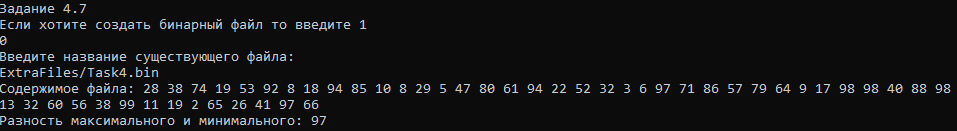 Задание 4.7
Если хотите создать бинарный файл то введите 1
0
Введите название существующего файла:
ExtraFiles/Task4.bin
Содержимое файла: 28 38 74 19 53 92 8 18 94 85 10 8 29 5 47 80 61 94 22 52 32 3 6 97 71 86 57 79 64 9 17 98 98 40 88 98
13 32 60 56 38 99 11 19 2 65 26 41 97 66
Разность максимального и минимального: 97